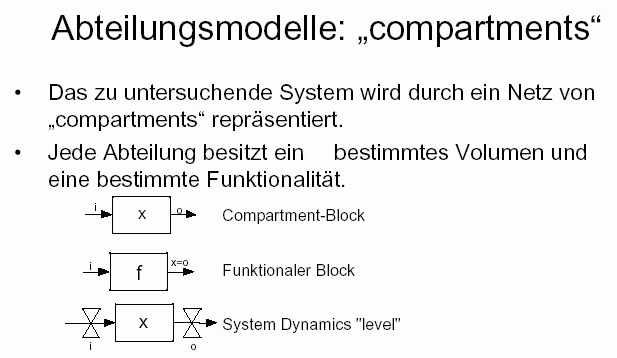 Abteilungsmodelle: „compartments“
• Das zu untersuchende System wird durch ein Netz von
„compartments“ repräsentiert.
• Jede Abteilung besitzt ein bestimmtes Volumen und
eine bestimmte Funktionalität.
i x o Compartment-Block
i f x=o Funktionaler Block
x System Dynamics "level"
i o